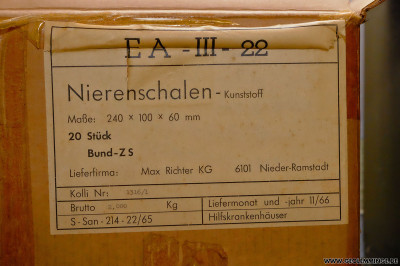 EA-III-22
Nierenschalen - Kunststoff
Maße: 240 x 100 x 60 mm
20 Stück
Bund-ZS
Lieferfirma: Max Richter KG 6101 Nieder-Ramstadt
Kolli Nr:
Brutto Kg
Liefermonat und -jahr 11/66
S-San-214-22/65
Hilfskrankenhäuser